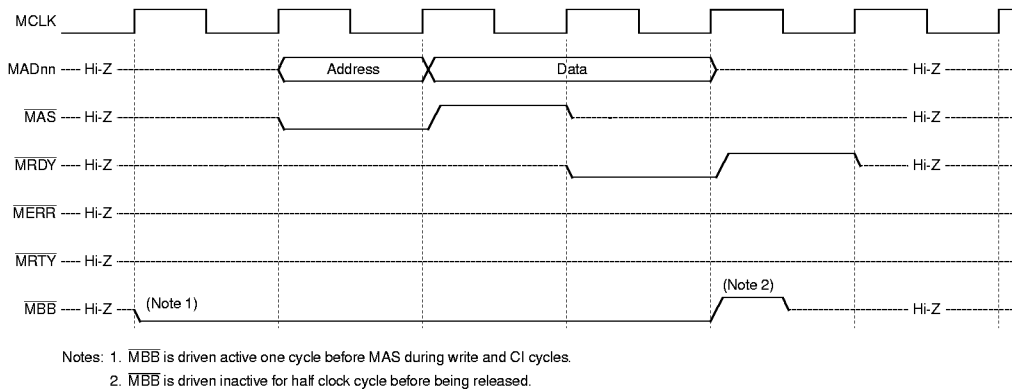 MCLK
MADnn Hi-Z Address Data Hi-Z
MAS Hi-Z Hi-Z
MRDY Hi-Z Hi-Z
MERR Hi-Z
MRTY Hi-Z
MBB Hi-Z (Note 1) (Note 2) Hi-Z
Notes: 1. MBB is driven active one cycle before MAS during write and CI cycles.
2. MBB is driven inactive for half clock cycle before being released.